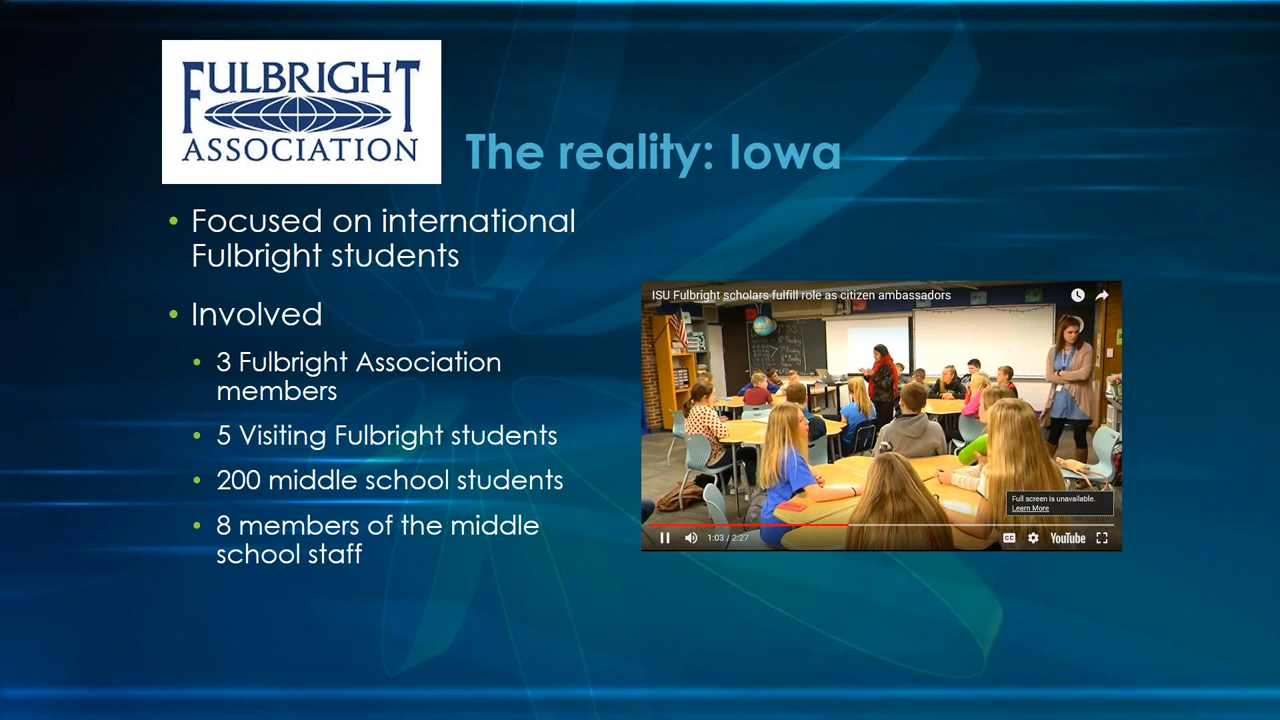 FULBRIGHT
ASSOCIATION
The reality: Iowa
• Focused on international
Fulbright students
• Involved
• 3 Fulbright Association
members
• 5 Visiting Fulbright students
• 200 middle school students
• 8 members of the middle
school staff
ISU Fulbright scholars fulfill role as citizen ambassadors
Full screen is unavailable.
Learn More
1:03 / 2:27
CC
YouTube